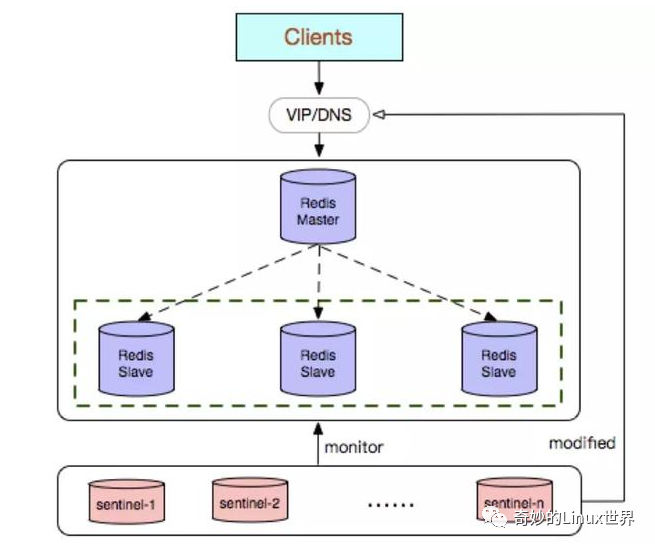 Clients
VIP/DNS
Redis
Master
Redis
Slave
Redis
Slave
Redis
Slave
monitor
modified
sentinel-1
sentinel-2
......
sentinel-n
奇妙的Linux世界